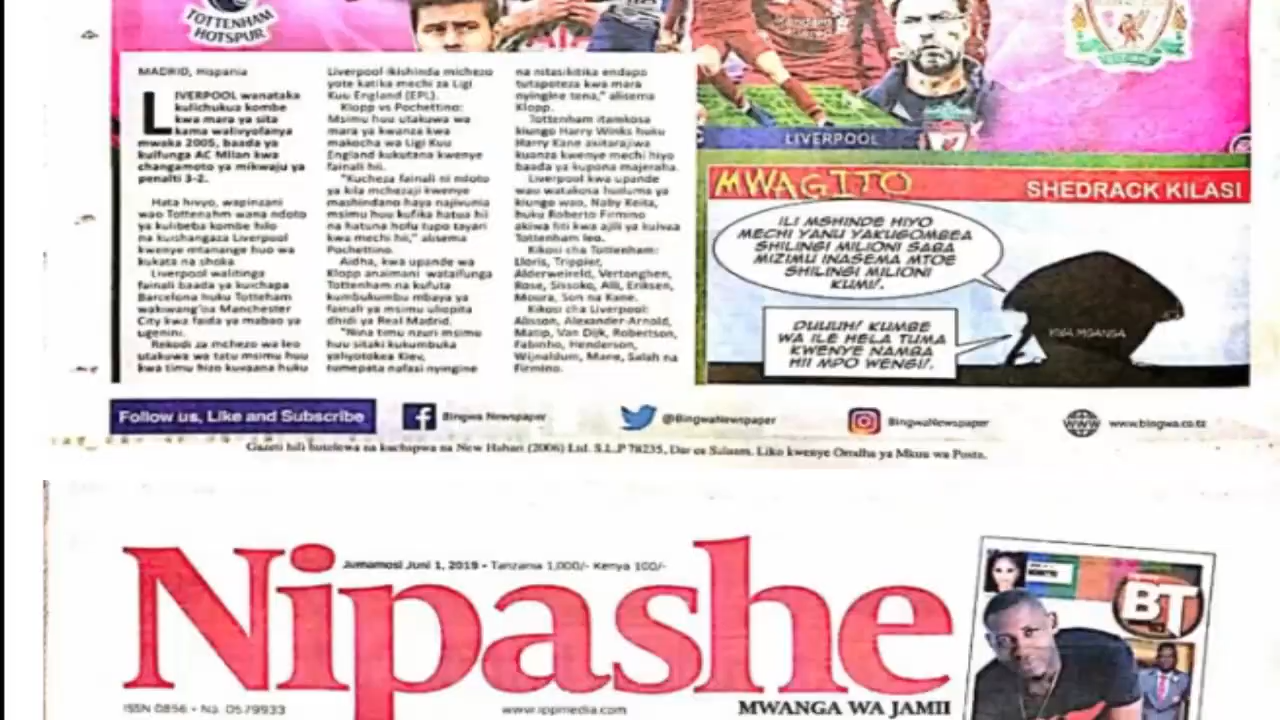 TOTTENHAM
HOTSPUR
MADRID, Hispania
LIVERPOOL wanataka
kulichukua kombe
kwa mara ya sita
kama walivyofanya
mwaka 2005, baada ya
kuifunga AC Milan kwa
changamoto ya mikwaju ya
penalti 3-2.
Hata hivyo, wapinzani
wao Tottenahm wana ndoto
ya kulibeba kombe hilo
na kuishangaza Liverpool
kwenye mtanange huo wa
kukata na shoka.
Liverpool walitinga
fainali baada ya kuichapa
Barcelona huku Totteham
wakiwang'oa Manchester
City kwa faida ya mabao ya
ugenini.
Rekodi za mchezo wa leo
utakuwa wa tatu msimu huu
kwa timu hizo kuvaana huku
Liverpool ikishinda michezo
yote katika mechi za Ligi
Kuu England (EPL).
Klopp vs Pochettino:
Msimu huu utakuwa wa
mara ya kwanza kwa
makocha wa Ligi Kuu
England kukutana kwenye
fainali hii.
"Kucheza fainali ni ndoto
ya kila mchezaji kwenye
mashindano haya najivunia
msimu huu kufika hatua hii
na hatuna hofu tupo tayari
kwa mechi hii," alisema
Pochettino.
Aidha, kwa upande wa
Klopp anaimani wataifunga
Tottenham na kufuta
kumbukumbu mbaya ya
fainali ya msimu uliopita
dhidi ya Real Madrid.
"Nina timu nzuri msimu
huu sitaki kukumbuka
yaliyotokea Kiev,
tumepata nafasi nyingine
na nitasikitika endapo
tutapoteza kwa mara
nyingine tena," alisema
Klopp.
Tottenham itamkosa
kiungo Harry Winks huku
Harry Kane akitarajiwa
kuanza kwenye mechi hiyo
baada ya kupona majeraha.
Liverpool kwa upande
wao watakosa huduma ya
kiungo wao, Naby Keita,
huku Roberto Firmino
akiwa fiti kwa ajili ya kuivaa
Tottenham leo.
Kikosi cha Tottenham:
Lloris, Trippier,
Alderweireld, Vertonghen,
Rose, Sissoko, Alli, Eriksen,
Moura, Son na Kane.
Kikosi cha Liverpool:
Alisson, Alexander-Arnold,
Matip, Van Dijk, Robertson,
Fabinho, Henderson,
Wijnaldum, Mane, Salah na
Firmino.
LIVERPOOL
MWAGITO
SHEDRACK KILASI
ILI MSHINDE HIYO
MECHI YANU YAKUGOMBEA
SHILINGI MILIONI SABA
MIZIMU INASEMA MTOE
SHILINGI MILIONI
KUMI!.
DUUUH! KUMBE
WA ILE HELA TUMA
KWENYE NAMBA
HII MPO WENGI!.
MGANGA
Follow us, Like and Subscribe
Bingwa Newspaper
@BingwaNewspaper
BingwaNewspaper
www.bingwa.co.tz
Gazeti hili hutolewa na kuchapwa na New Habari (2006) Ltd. S.L.P 78235, Dar es Salaam. Liko kwenye Orodha ya Mkuu wa Posta.
Nipashe
Jumamosi Juni 1, 2019 - Tanzania 1,000/- Kenya 100/-
BT
ISSN 0856 - Na. 0579933
www.ippmedia.com
MWANGA WA JAMII